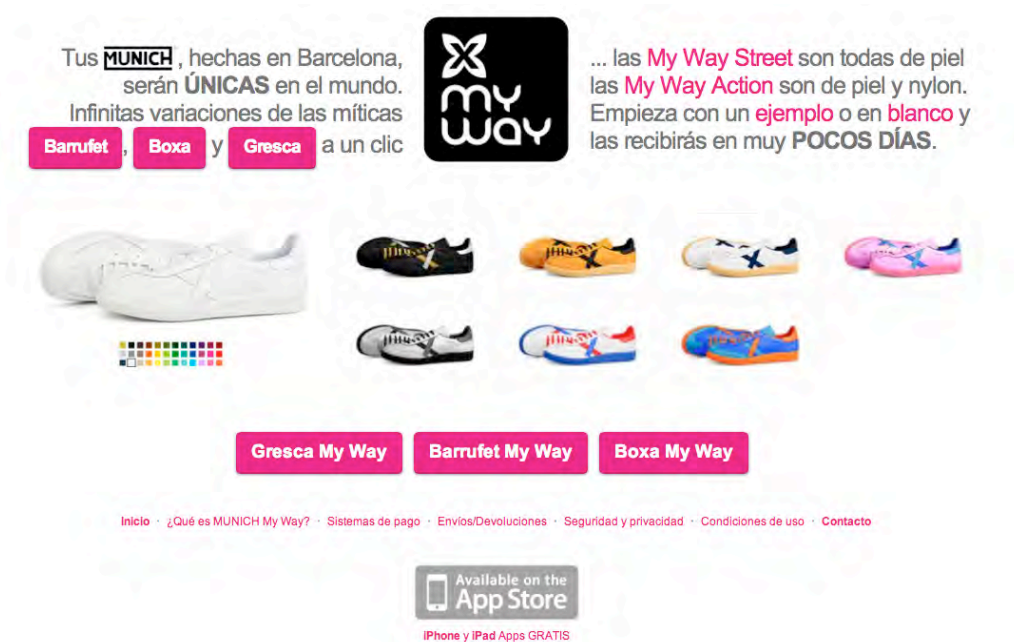 Tus MUNICH , hechas en Barcelona,
serán ÚNICAS en el mundo.
Infinitas variaciones de las míticas
Barrufet , Boxa y Gresca a un clic
MY
WAY
... las My Way Street son todas de piel
las My Way Action son de piel y nylon.
Empieza con un ejemplo o en blanco y
las recibirás en muy POCOS DÍAS.
Gresca My Way
Barrufet My Way
Boxa My Way
Inicio · ¿Qué es MUNICH My Way? · Sistemas de pago · Envíos/Devoluciones · Seguridad y privacidad · Condiciones de uso · Contacto
Available on the
App Store
iPhone y iPad Apps GRATIS